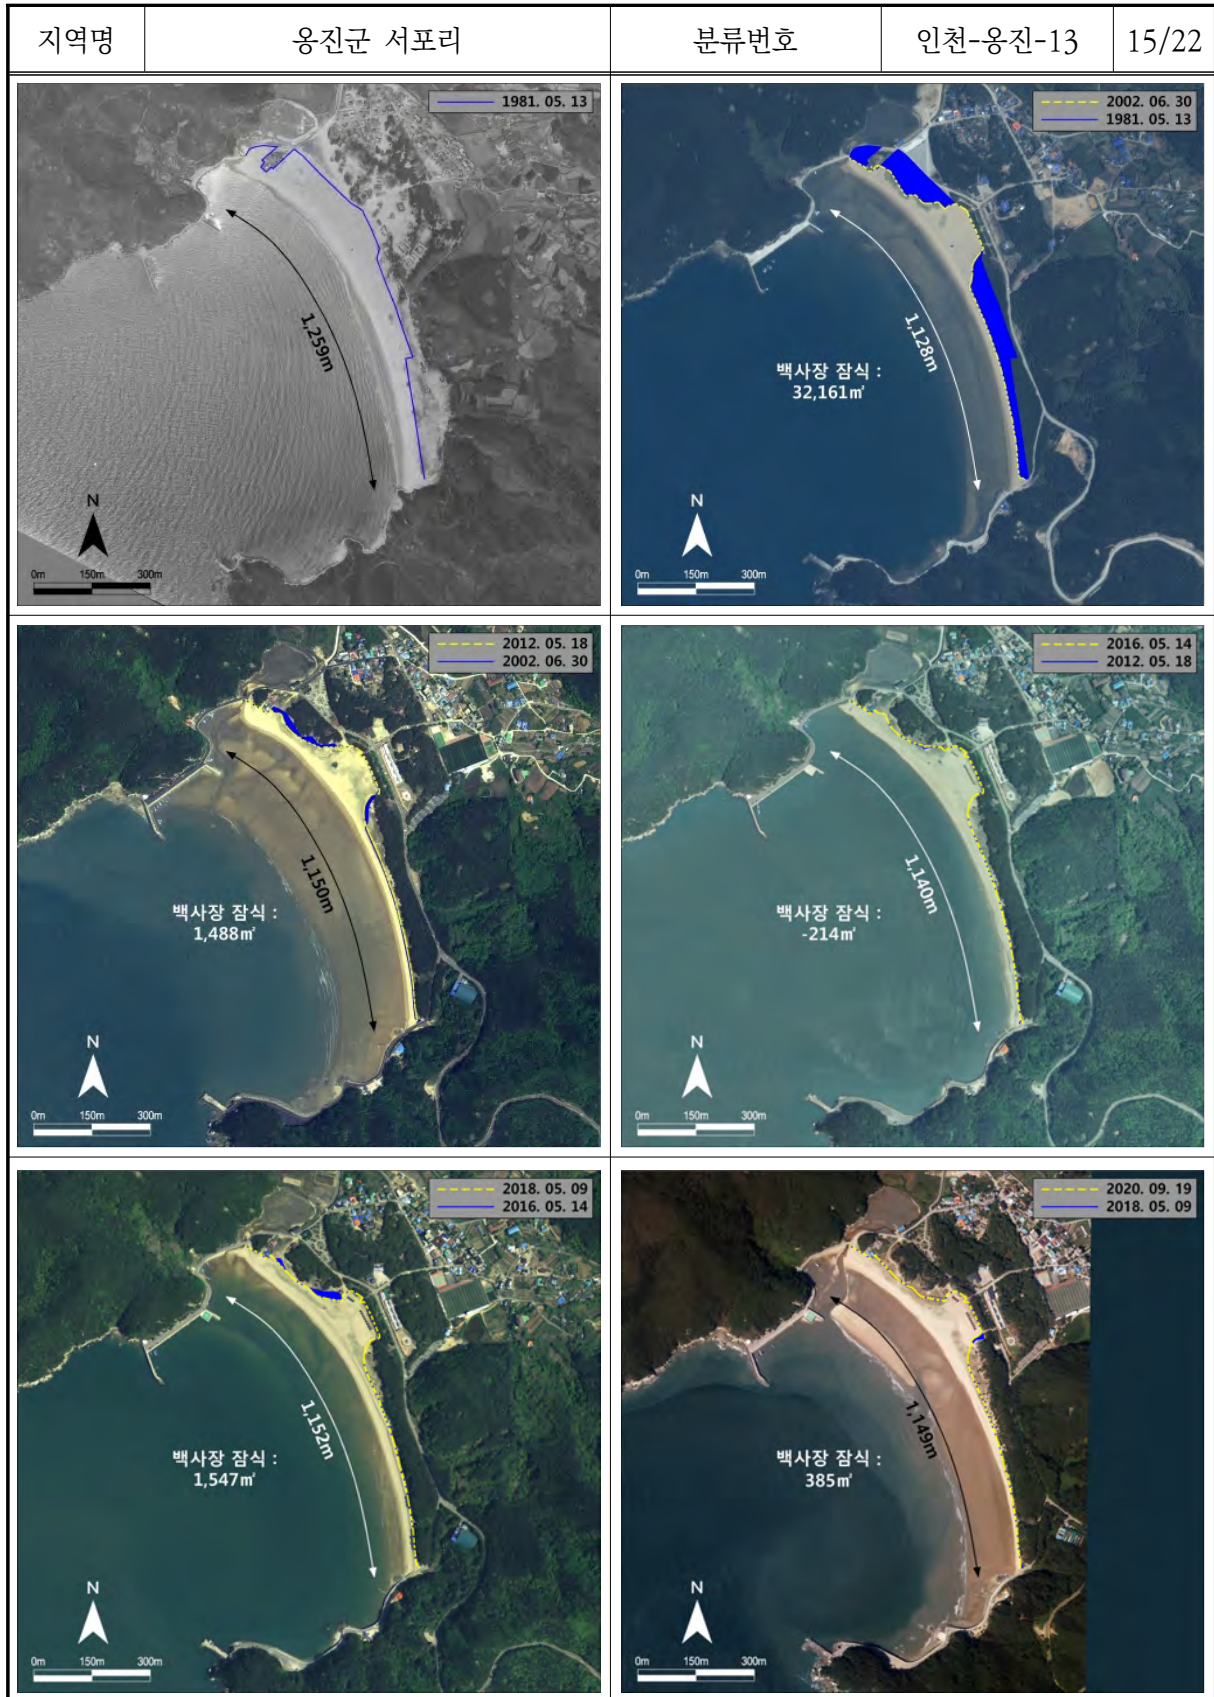 지역명 옹진군 서포리 분류번호 인천-옹진-13 15/22
1981. 05. 13
1,259m
N
0m 150m 300m
2002. 06. 30
1981. 05. 13
1,128m
백사장 잠식 :
32,161㎡
N
0m 150m 300m
2012. 05. 18
2002. 06. 30
1,150m
백사장 잠식 :
1,488㎡
N
0m 150m 300m
2016. 05. 14
2012. 05. 18
1,140m
백사장 잠식 :
-214㎡
N
0m 150m 300m
2018. 05. 09
2016. 05. 14
1,152m
백사장 잠식 :
1,547㎡
N
0m 150m 300m
2020. 09. 19
2018. 05. 09
1,149m
백사장 잠식 :
385㎡
N
0m 150m 300m